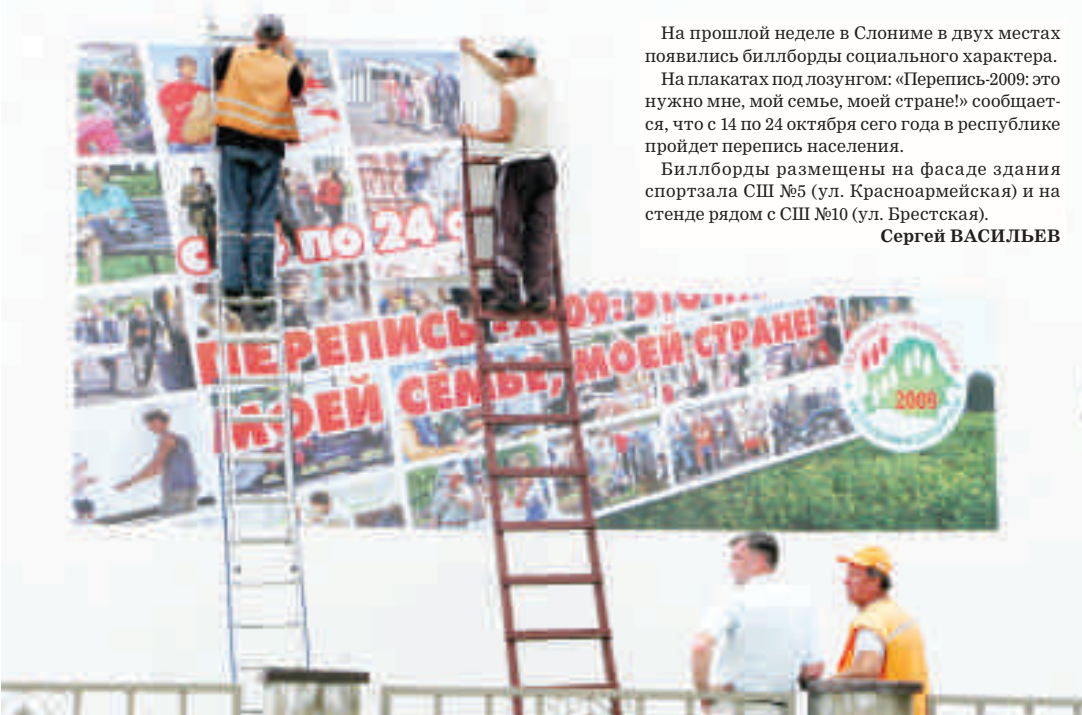 На прошлой неделе в Слониме в двух местах
появились биллборды социального характера.
На плакатах под лозунгом: «Перепись-2009: это
нужно мне, мой семье, моей стране!» сообщает-
ся, что с 14 по 24 октября сего года в республике
пройдет перепись населения.
Биллборды размещены на фасаде здания
спортзала СШ №5 (ул. Красноармейская) и на
стенде рядом с СШ №10 (ул. Брестская).
Сергей ВАСИЛЬЕВ
ПО 24
ПЕРЕПИСЬ-2009: ЭТО
МОЕЙ СЕМЬЕ, МОЕЙ СТРАНЕ!
2009